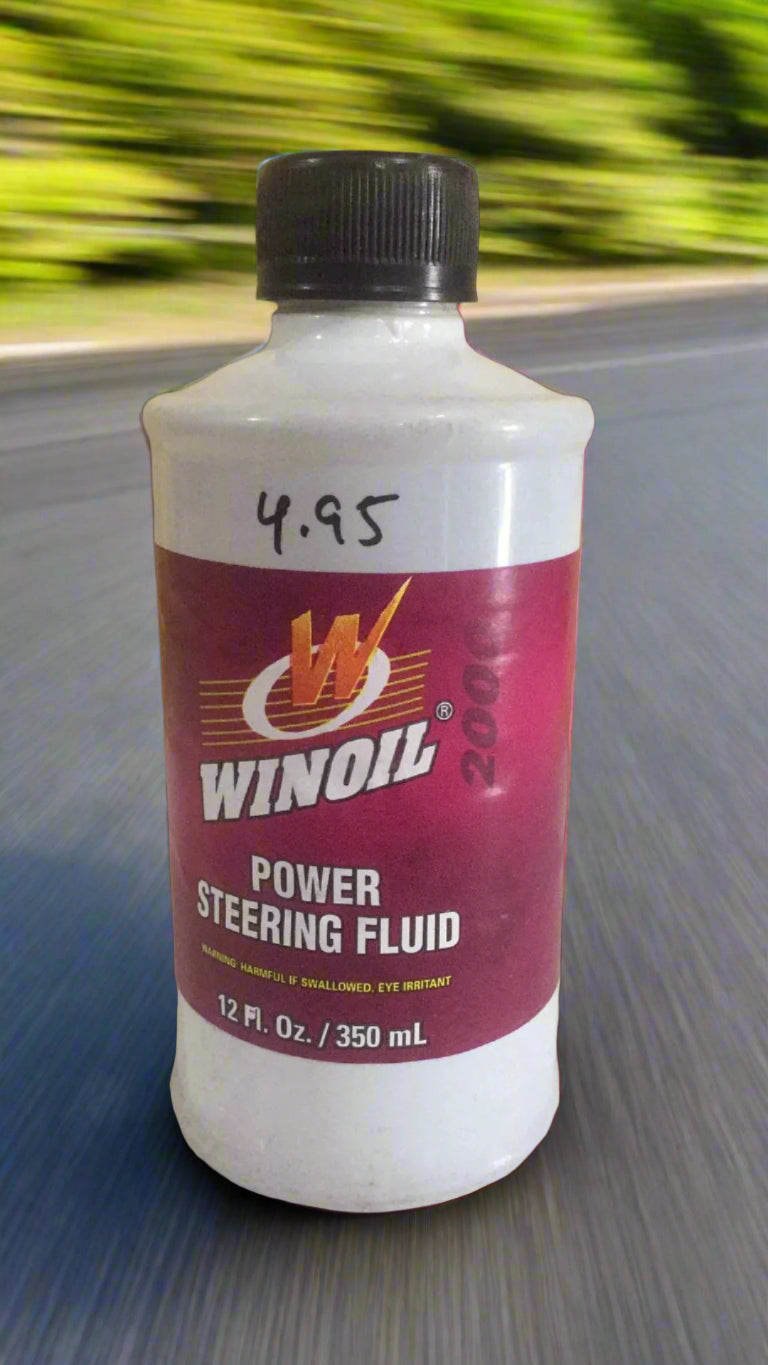 4.95
W
WINOIL®
2000
POWER
STEERING FLUID
WARNING: HARMFUL IF SWALLOWED, EYE IRRITANT
12 Fl. Oz. / 350 mL